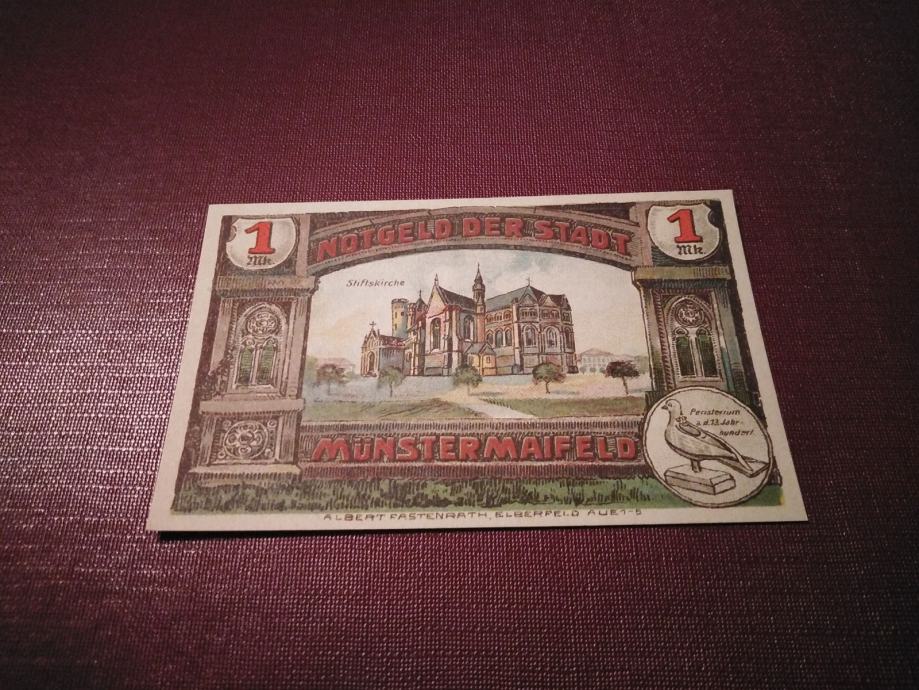 1
Mk
NOTGELD DER STADT
1
Mk
Stiftskirche
Peristerium
a.d.13.Jahr-
hundert.
MÜNSTERMAIFELD
ALBERT FASTENRATH, ELBERFELD AUE 1-5